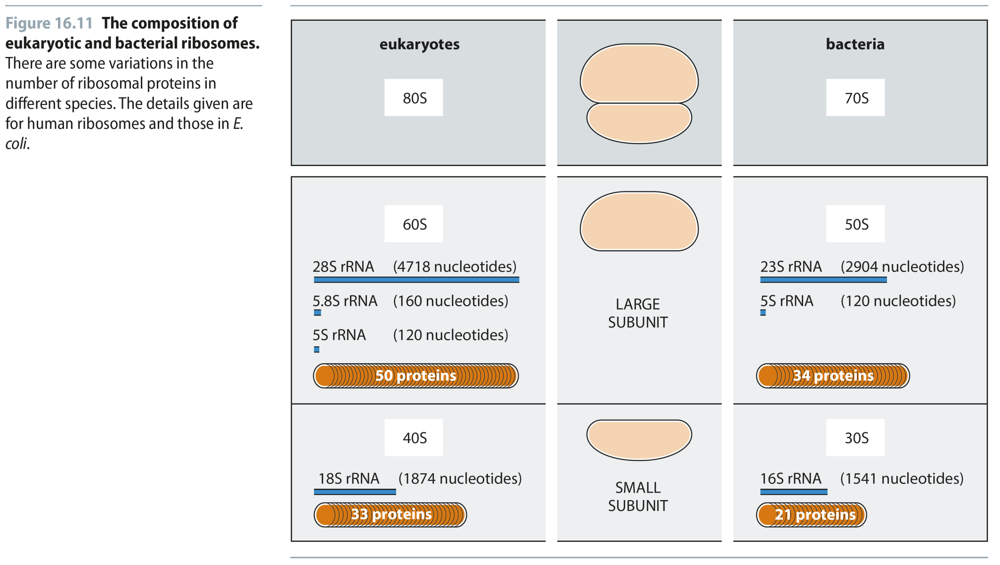 Figure 16.11 The composition of
eukaryotic and bacterial ribosomes.
There are some variations in the
number of ribosomal proteins in
different species. The details given are
for human ribosomes and those in E.
coli.
eukaryotes
80S
bacteria
70S
60S
28S rRNA (4718 nucleotides)
5.8S rRNA (160 nucleotides)
5S rRNA (120 nucleotides)
50 proteins
LARGE
SUBUNIT
50S
23S rRNA (2904 nucleotides)
5S rRNA (120 nucleotides)
34 proteins
40S
18S rRNA (1874 nucleotides)
33 proteins
SMALL
SUBUNIT
30S
16S rRNA (1541 nucleotides)
21 proteins